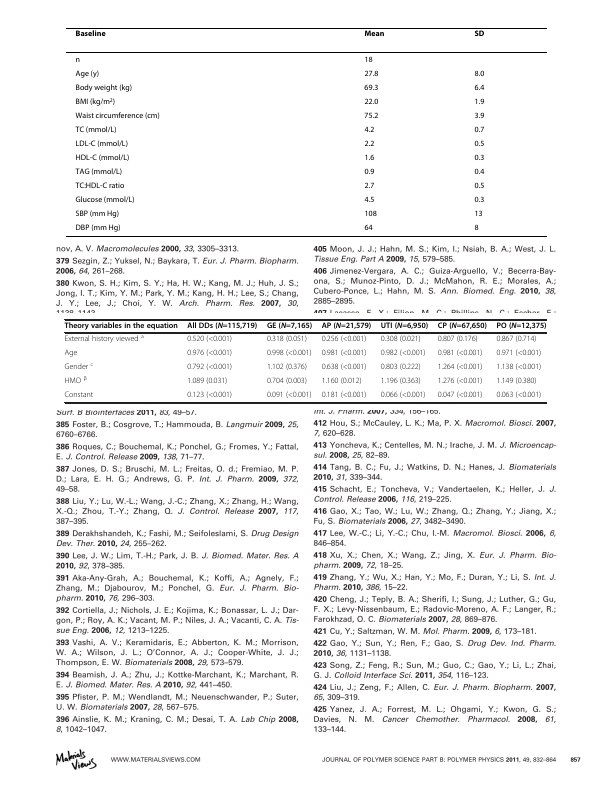 Baseline Mean SD
n 18
Age (y) 27.8 8.0
Body weight (kg) 69.3 6.4
BMI (kg/m²) 22.0 1.9
Waist circumference (cm) 75.2 3.9
TC (mmol/L) 4.2 0.7
LDL-C (mmol/L) 2.2 0.5
HDL-C (mmol/L) 1.6 0.3
TAG (mmol/L) 0.9 0.4
TC:HDL-C ratio 2.7 0.5
Glucose (mmol/L) 4.5 0.3
SBP (mm Hg) 108 13
DBP (mm Hg) 64 8
nov, A. V. Macromolecules 2000, 33, 3305–3313.
379 Sezgin, Z.; Yuksel, N.; Baykara, T. Eur. J. Pharm. Biopharm.
2006, 64, 261–268.
380 Kwon, S. H.; Kim, S. Y.; Ha, H. W.; Kang, M. J.; Huh, J. S.;
Jong, I. T.; Kim, Y. M.; Park, Y. M.; Kang, H. H.; Lee, S.; Chang,
J. Y.; Lee, J.; Choi, Y. W. Arch. Pharm. Res. 2007, 30,
405 Moon, J. J.; Hahn, M. S.; Kim, I.; Nsiah, B. A.; West, J. L.
Tissue Eng. Part A 2009, 15, 579–585.
406 Jimenez-Vergara, A. C.; Guiza-Arguello, V.; Becerra-Bay-
ona, S.; Munoz-Pinto, D. J.; McMahon, R. E.; Morales, A.;
Cubero-Ponce, L.; Hahn, M. S. Ann. Biomed. Eng. 2010, 38,
2885–2895.
Theory variables in the equation All DDs (N=115,719) GE (N=7,165) AP (N=21,579) UTI (N=6,950) CP (N=67,650) PO (N=12,375)
External history viewed a 0.520 (<0.001) 0.318 (051) 0.256 (<0.001) 0.308 (0.021) 0.807 (0.176) 0.867 (0.714)
Age 0.976 (<0.001) 0.998 (<0.001) 0.981 (<0.001) 0.982 (<0.001) 0.981 (<0.001) 0.971 (<0.001)
Gender c 0.792 (<0.001) 1.102 (0.376) 0.638 (<0.001) 0.803 (0.222) 1.264 (<0.001) 1.138 (<0.001)
HMO β 1.089 (0.031) 0.704 (0.003) 1.160 (0.012) 1.196 (0.363) 1.276 (<0.001) 1.149 (0.380)
Constant 0.123 (<0.001) 0.091 (<0.001) 0.181 (<0.001) 0.066 (<0.001) 0.047 (<0.001) 0.063 (<0.001)
Surf. B Biointerfaces 2011, 83, 49–57.
385 Foster, B.; Cosgrove, T.; Hammouda, B. Langmuir 2009, 25,
6760–6766.
386 Roques, C.; Bouchemal, K.; Ponchel, G.; Fromes, Y.; Fattal,
E. J. Control. Release 2009, 138, 71–77.
387 Jones, D. S.; Bruschi, M. L.; Freitas, O. d.; Fremiao, M. P.
D.; Lara, E. H. G.; Andrews, G. P. Int. J. Pharm. 2009, 372,
49–58.
388 Liu, Y.; Lu, W.-L.; Wang, J.-C.; Zhang, X.; Zhang, H.; Wang,
X.-Q.; Zhou, T.-Y.; Zhang, Q. J. Control. Release 2007, 117,
387–395.
389 Derakhshandeh, K.; Fashi, M.; Seifoleslami, S. Drug Design
Dev. Ther. 2010, 24, 255–262.
390 Lee, J. W.; Lim, T.-H.; Park, J. B. J. Biomed. Mater. Res. A
2010, 92, 378–385.
391 Aka-Any-Grah, A.; Bouchemal, K.; Koffi, A.; Agnely, F.;
Zhang, M.; Djabourov, M.; Ponchel, G. Eur. J. Pharm. Bio-
pharm. 2010, 76, 296–303.
392 Cortiella, J.; Nichols, J. E.; Kojima, K.; Bonassar, L. J.; Dar-
gon, P.; Roy, A. K.; Vacant, M. P.; Niles, J. A.; Vacanti, C. A. Tis-
sue Eng. 2006, 12, 1213–1225.
393 Vashi, A. V.; Keramidaris, E.; Abberton, K. M.; Morrison,
W. A.; Wilson, J. L.; O'Connor, A. J.; Cooper-White, J. J.;
Thompson, E. W. Biomaterials 2008, 29, 573–579.
394 Beamish, J. A.; Zhu, J.; Kottke-Marchant, K.; Marchant, R.
E. J. Biomed. Mater. Res. A 2010, 92, 441–450.
395 Pfister, P. M.; Wendlandt, M.; Neuenschwander, P.; Suter,
U. W. Biomaterials 2007, 28, 567–575.
396 Ainslie, K. M.; Kraning, C. M.; Desai, T. A. Lab Chip 2008,
8, 1042–1047.
Int. J. Pharm. 2007, 334, 156–165.
412 Hou, S.; McCauley, L. K.; Ma, P. X. Macromol. Biosci. 2007,
7, 620–628.
413 Yoncheva, K.; Centelles, M. N.; Irache, J. M. J. Microencap-
sul. 2008, 25, 82–89.
414 Tang, B. C.; Fu, J.; Watkins, D. N.; Hanes, J. Biomaterials
2010, 31, 339–344.
415 Schacht, E.; Toncheva, V.; Vandertaelen, K.; Heller, J. J.
Control. Release 2006, 116, 219–225.
416 Gao, X.; Tao, W.; Lu, W.; Zhang, Q.; Zhang, Y.; Jiang, X.;
Fu, S. Biomaterials 2006, 27, 3482–3490.
417 Lee, W.-C.; Li, Y.-C.; Chu, I.-M. Macromol. Biosci. 2006, 6,
846–854.
418 Xu, X.; Chen, X.; Wang, Z.; Jing, X. Eur. J. Pharm. Bio-
pharm. 2009, 72, 18–25.
419 Zhang, Y.; Wu, X.; Han, Y.; Mo, F.; Duran, Y.; Li, S. Int. J.
Pharm. 2010, 386, 15–22.
420 Cheng, J.; Teply, B. A.; Sherifi, I.; Sung, J.; Luther, G.; Gu,
F. X.; Levy-Nissenbaum, E.; Radovic-Moreno, A. F.; Langer, R.;
Farokhzad, O. C. Biomaterials 2007, 28, 869–876.
421 Cu, Y.; Saltzman, W. M. Mol. Pharm. 2009, 6, 173–181.
422 Gao, Y.; Sun, Y.; Ren, F.; Gao, S. Drug Dev. Ind. Pharm.
2010, 36, 1131–1138.
423 Song, Z.; Feng, R.; Sun, M.; Guo, C.; Gao, Y.; Li, L.; Zhai,
G. J. Colloid Interface Sci. 2011, 354, 116–123.
424 Liu, J.; Zeng, F.; Allen, C. Eur. J. Pharm. Biopharm. 2007,
65, 309–319.
425 Yanez, J. A.; Forrest, M. L.; Ohgami, Y.; Kwon, G. S.;
Davies, N. M. Cancer Chemother. Pharmacol. 2008, 61,
133–144.
Materials Views WWW.MATERIALSVIEWS.COM JOURNAL OF POLYMER SCIENCE PART B: POLYMER PHYSICS 2011, 49, 832–864 857